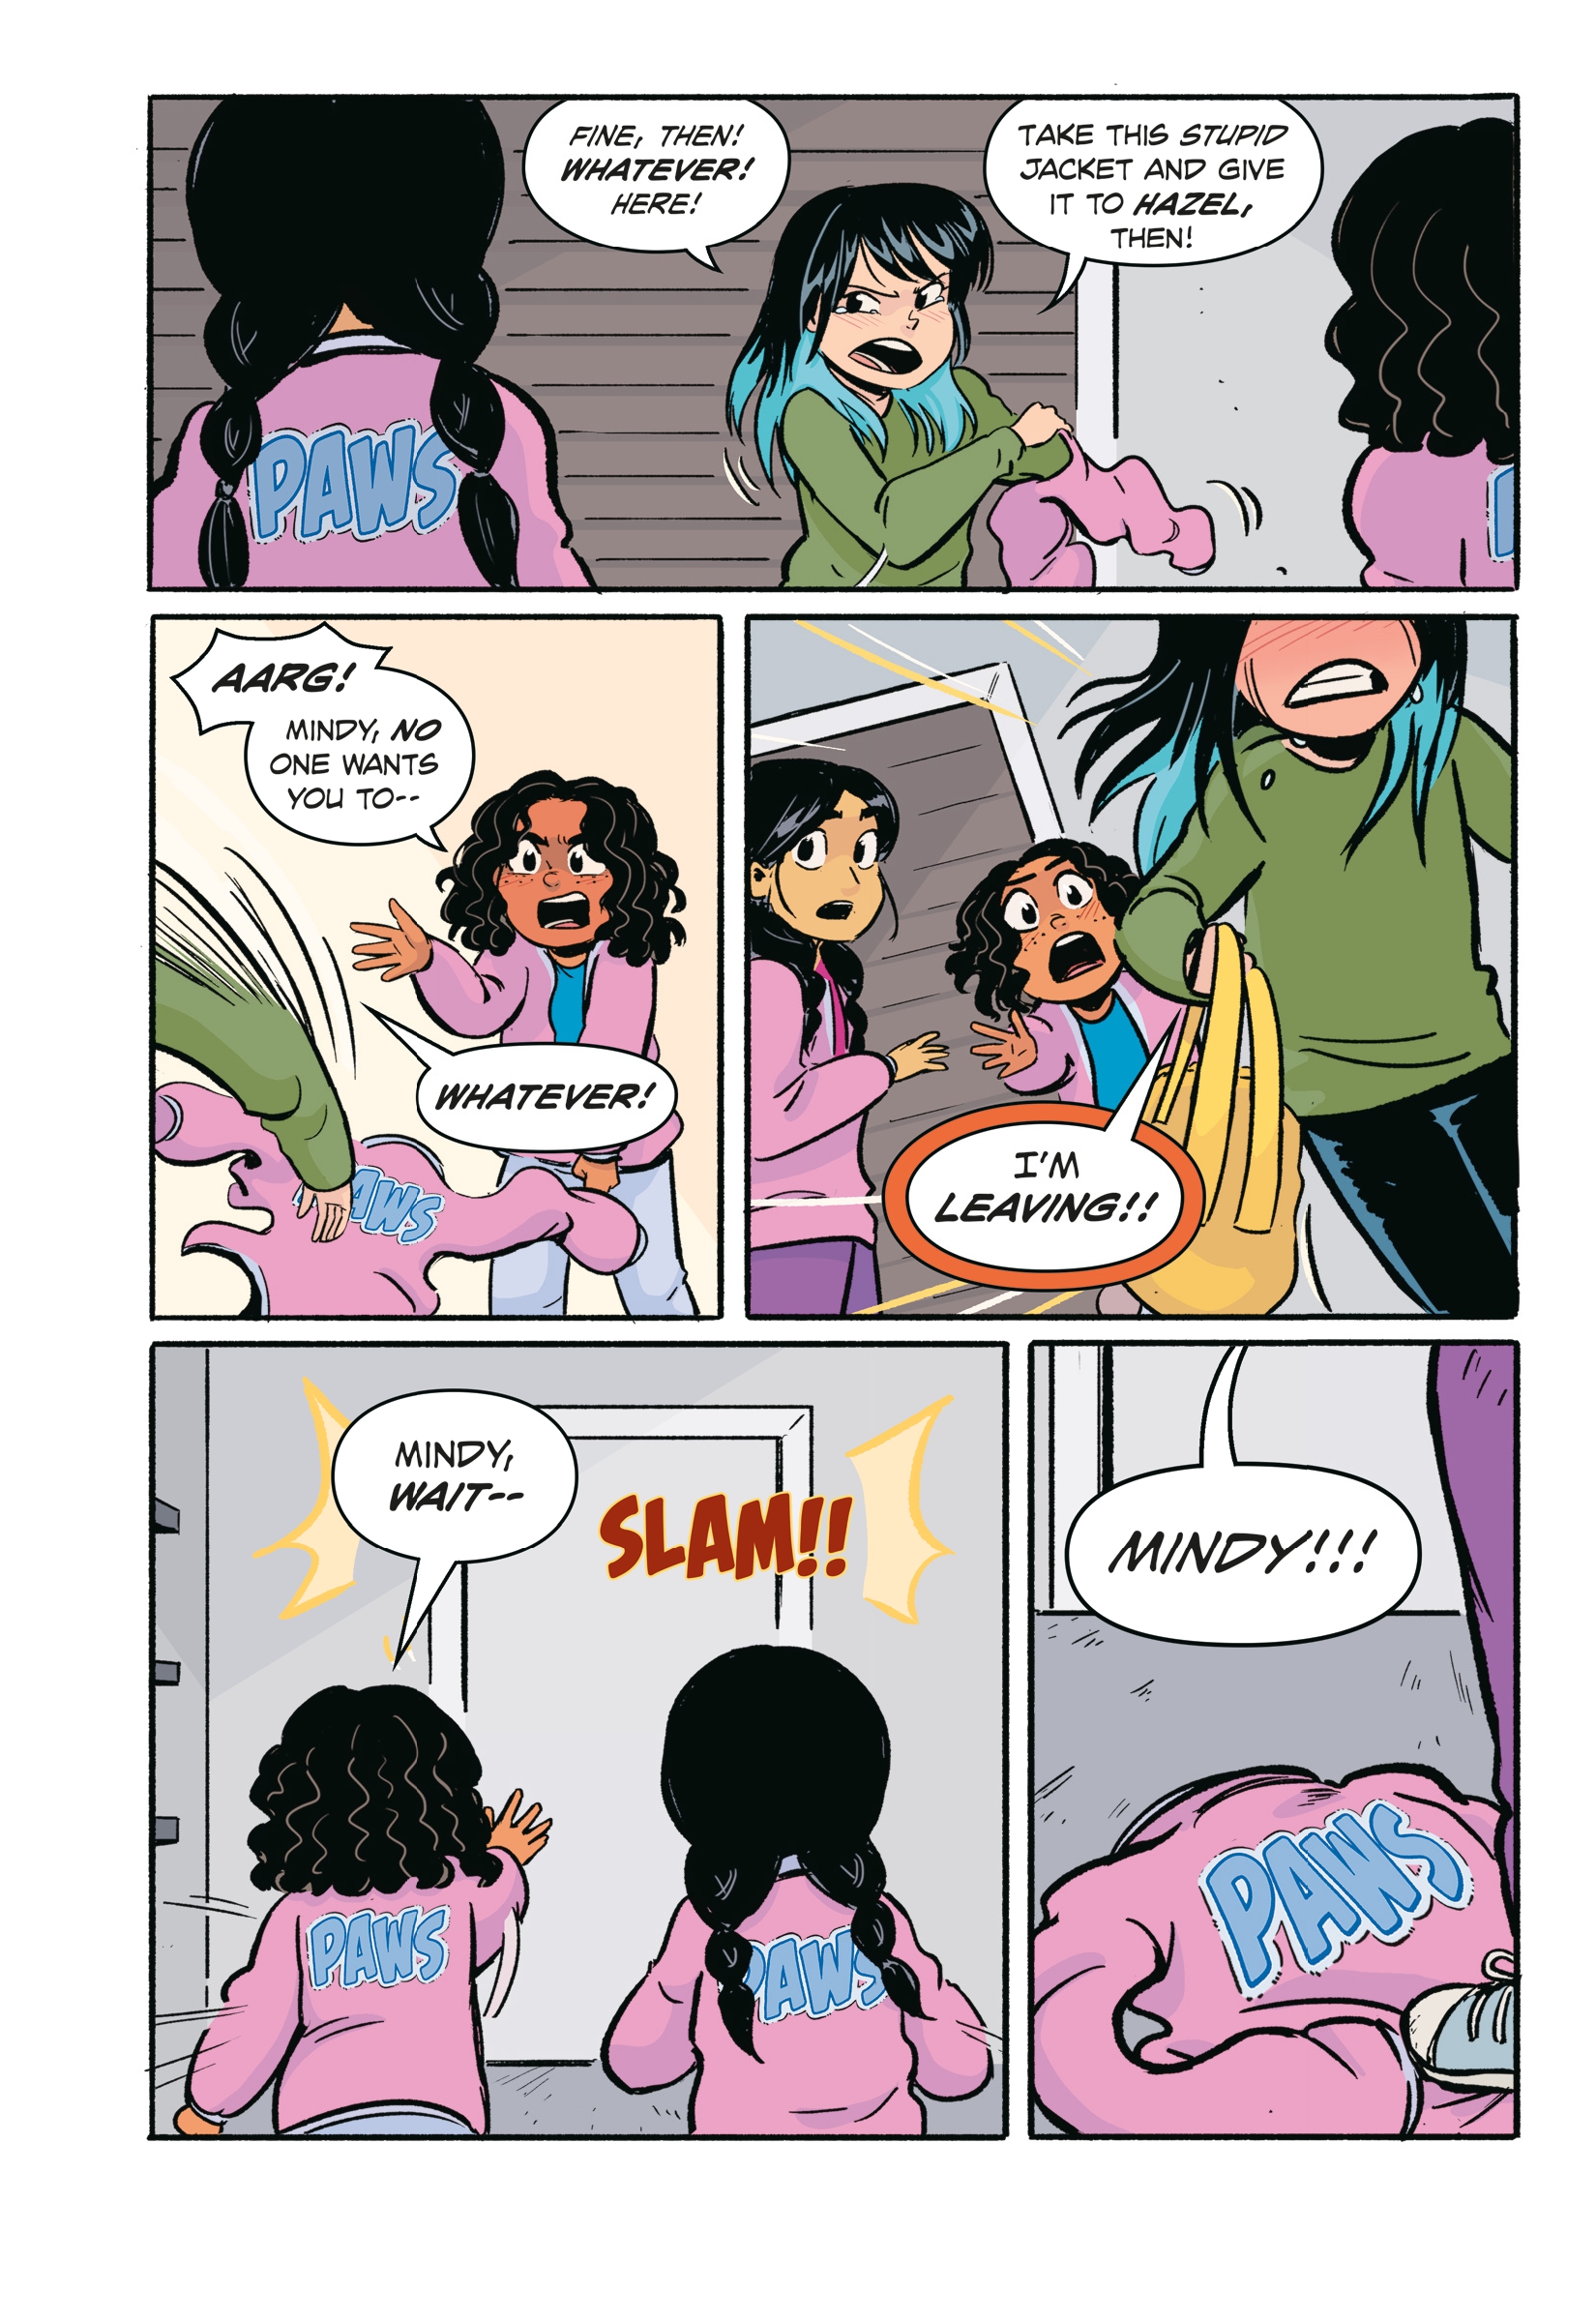 FINE, THEN!
WHATEVER!
HERE!
TAKE THIS STUPID
JACKET AND GIVE
IT TO HAZEL,
THEN!
PAWS
AARG!
MINDY, NO
ONE WANTS
YOU TO--
WHATEVER!
AWS
I'M
LEAVING!!
MINDY,
WAIT--
SLAM!!
PAWS
PAWS
MINDY!!!
PAWS